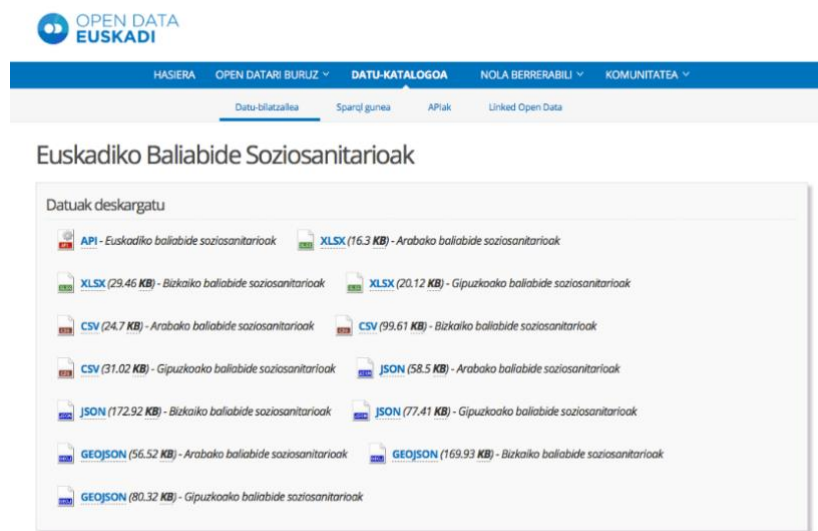 OPEN DATA
EUSKADI
HASIERA OPEN DATARI BURUZ DATU-KATALOGOA NOLA BERRERABILI KOMUNITATEA
Datu-bilatzailea Sparql gunea APIak Linked Open Data
Euskadiko Baliabide Soziosanitarioak
Datuak deskargatu
API - Euskadiko baliabide soziosanitarioak XLSX (16.3 KB) - Arabako baliabide soziosanitarioak
XLSX (29.46 KB) - Bizkaiko baliabide soziosanitarioak XLSX (20.12 KB) - Gipuzkoako baliabide soziosanitarioak
CSV (24.7 KB) - Arabako baliabide soziosanitarioak CSV (99.61 KB) - Bizkaiko baliabide soziosanitarioak
CSV (31.02 KB) - Gipuzkoako baliabide soziosanitarioak JSON (58.5 KB) - Arabako baliabide soziosanitarioak
JSON (172.92 KB) - Bizkaiko baliabide soziosanitarioak JSON (77.41 KB) - Gipuzkoako baliabide soziosanitarioak
GEOJSON (56.52 KB) - Arabako baliabide soziosanitarioak GEOJSON (169.93 KB) - Bizkaiko baliabide soziosanitarioak
GEOJSON (80.32 KB) - Gipuzkoako baliabide soziosanitarioak